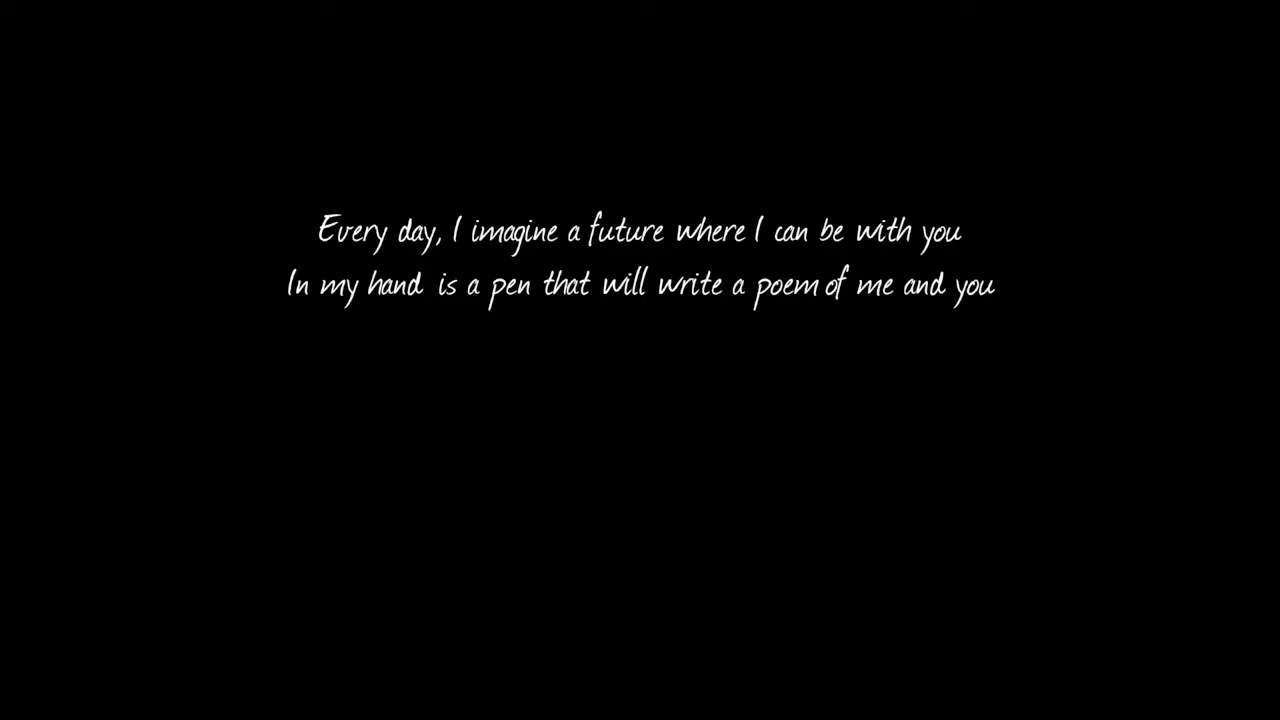 Every day, I imagine a future where I can be with you
In my hand is a pen that will write a poem of me and you